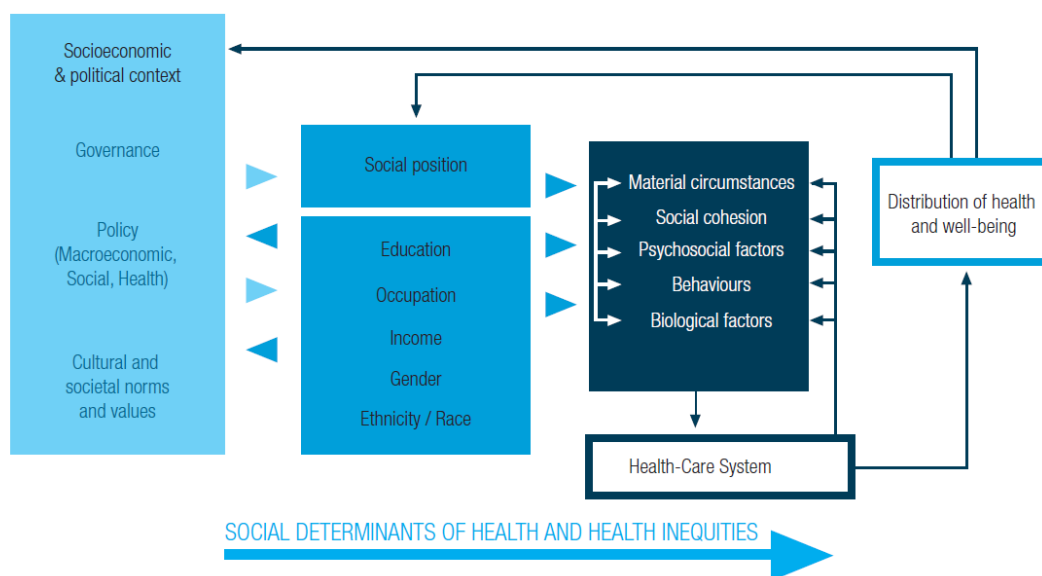 Socioeconomic
& political context
Governance
Policy
(Macroeconomic,
Social, Health)
Cultural and
societal norms
and values
Social position
Education
Occupation
Income
Gender
Ethnicity / Race
Material circumstances
Social cohesion
Psychosocial factors
Behaviours
Biological factors
Health-Care System
Distribution of health
and well-being
SOCIAL DETERMINANTS OF HEALTH AND HEALTH INEQUITIES